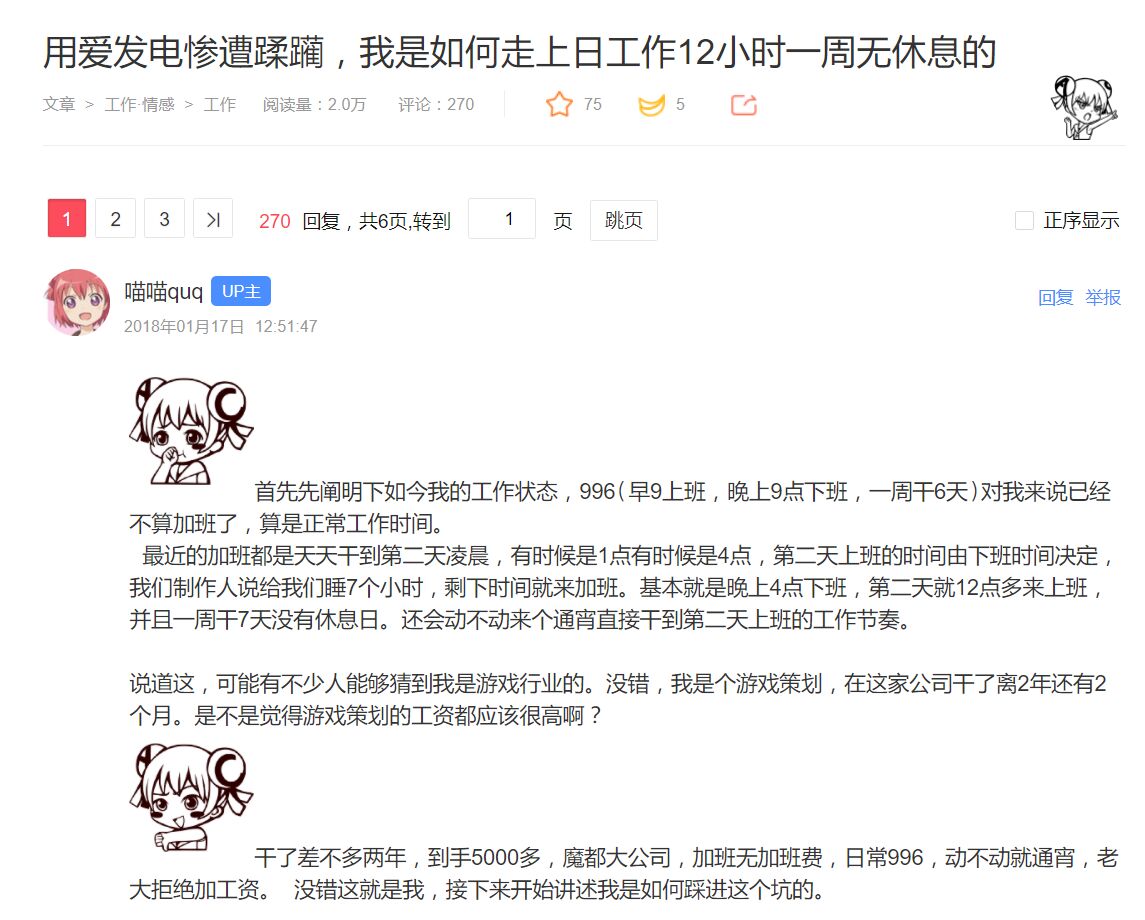 用爱发电惨遭蹂躏，我是如何走上日工作12小时一周无休息的
文章 > 工作·情感 > 工作 阅读量：2.0万 评论：270 75 5
1 2 3 >| 270 回复，共6页,转到 1 页 跳页 正序显示
喵喵quq UP主 回复 举报
2018年01月17日 12:51:47
首先先阐明下如今我的工作状态，996(早9上班，晚上9点下班，一周干6天)对我来说已经
不算加班了，算是正常工作时间。
最近的加班都是天天干到第二天凌晨，有时候是1点有时候是4点，第二天上班的时间由下班时间决定，
我们制作人说给我们睡7个小时，剩下时间就来加班。基本就是晚上4点下班，第二天就12点多来上班，
并且一周干7天没有休息日。还会动不动来个通宵直接干到第二天上班的工作节奏。
说道这，可能有不少人能够猜到我是游戏行业的。没错，我是个游戏策划，在这家公司干了离2年还有2
个月。是不是觉得游戏策划的工资都应该很高啊？
干了差不多两年，到手5000多，魔都大公司，加班无加班费，日常996，动不动就通宵，老
大拒绝加工资。 没错这就是我，接下来开始讲述我是如何踩进这个坑的。